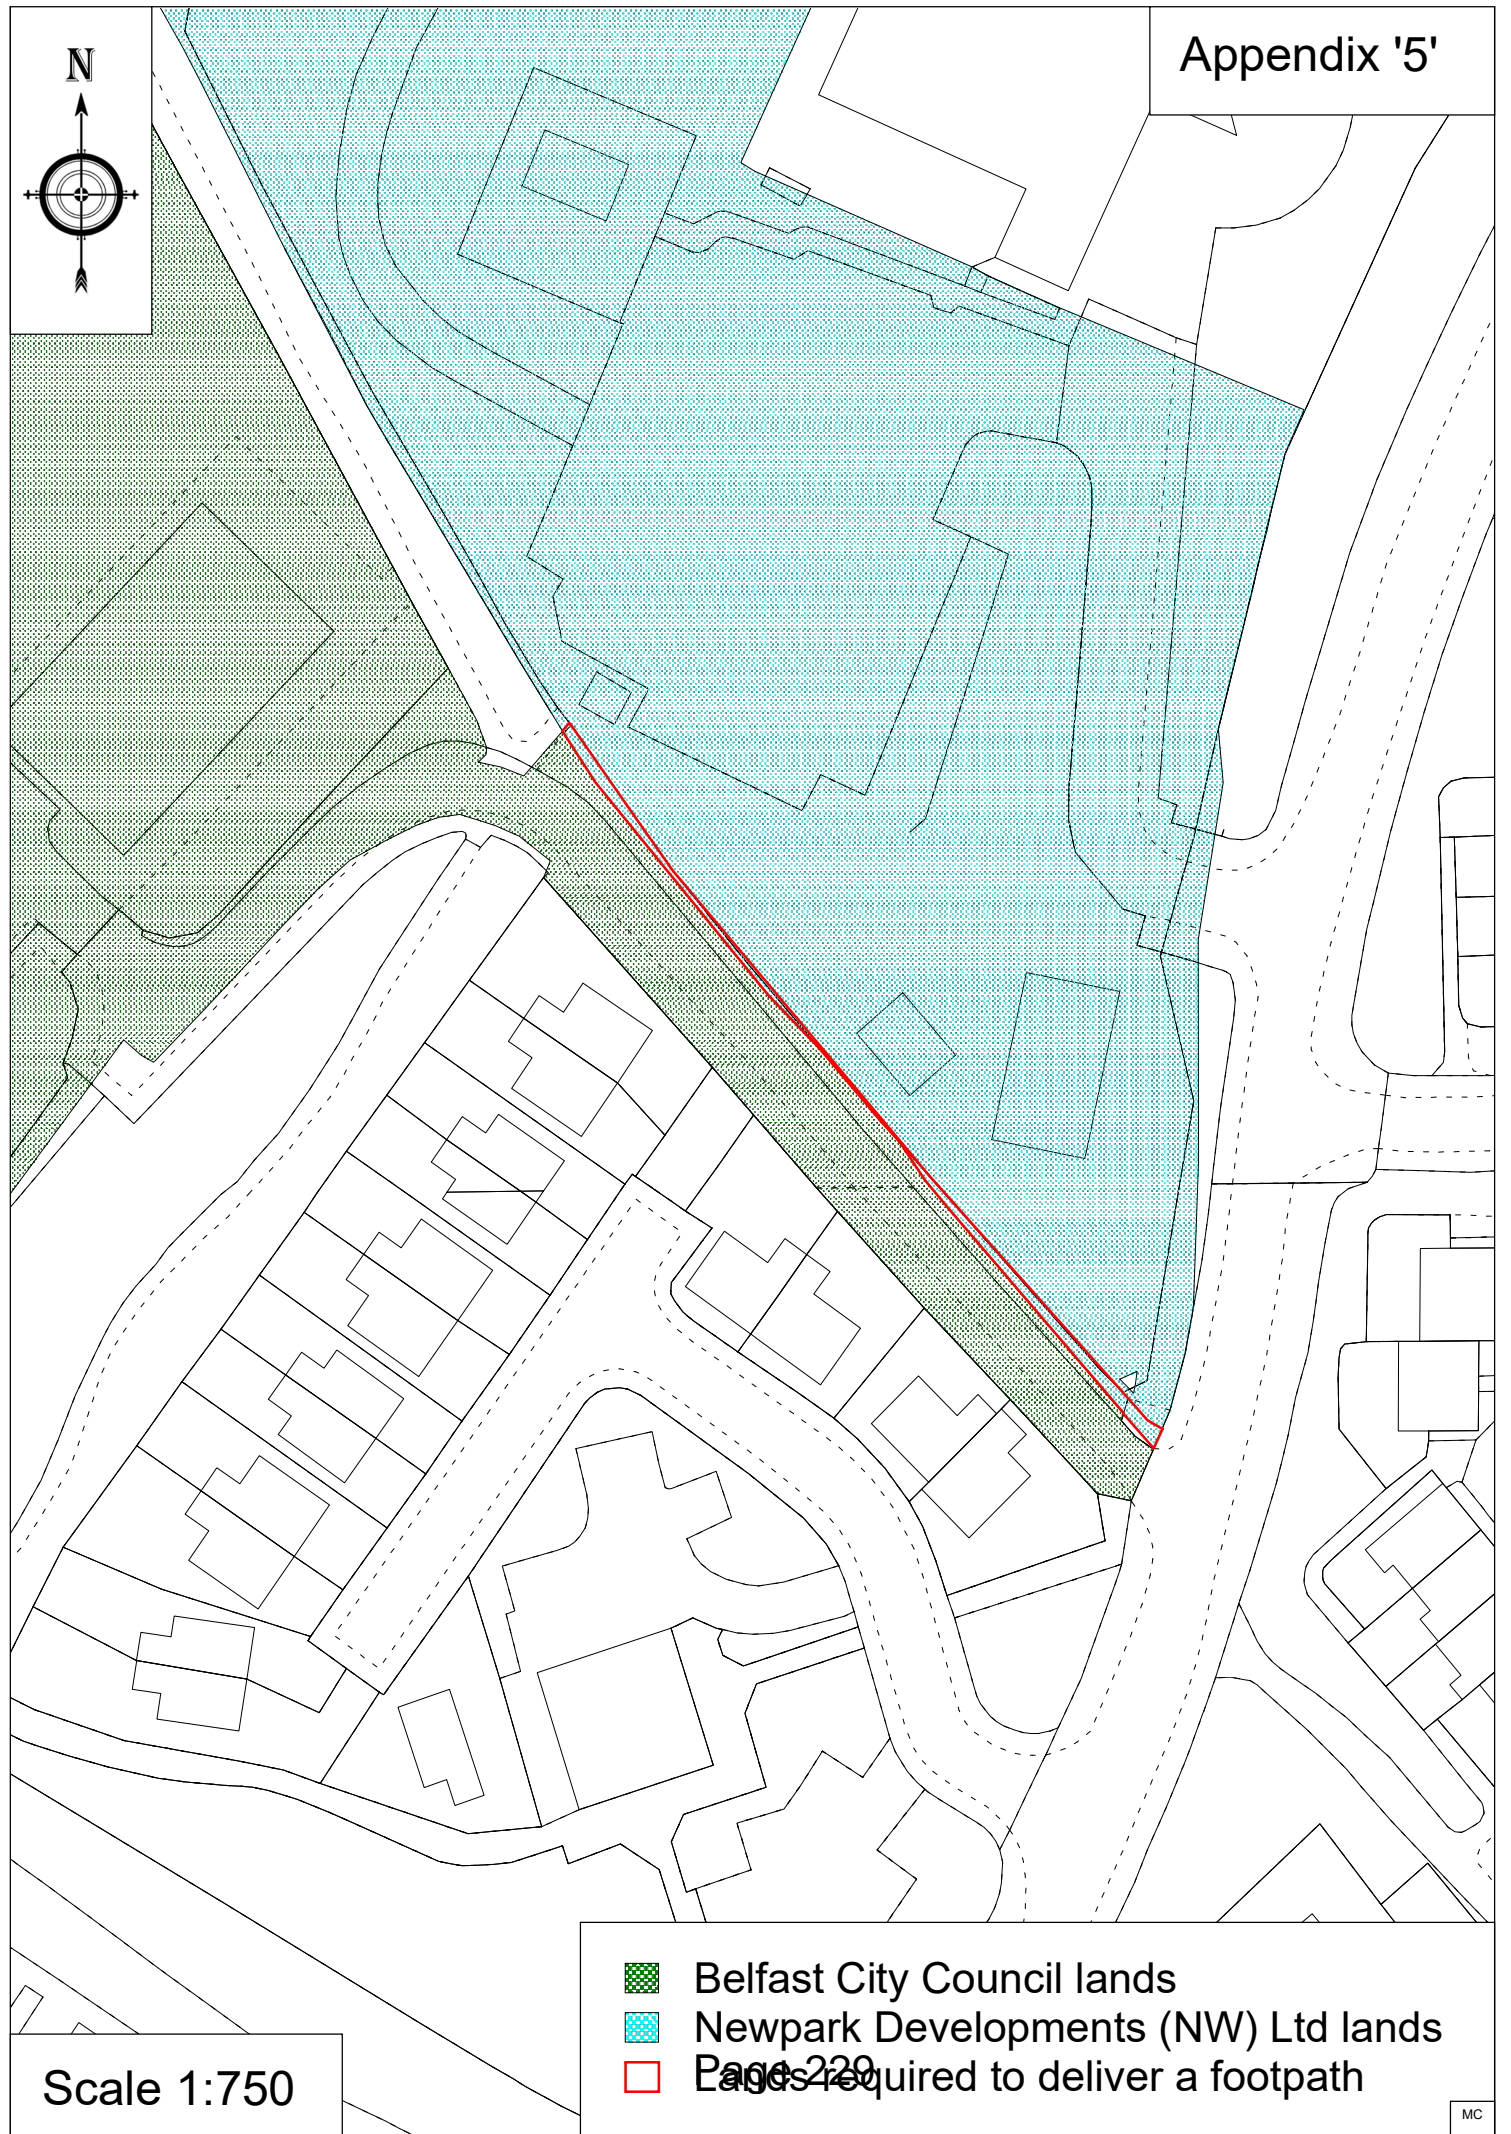 N
Appendix '5'
Belfast City Council lands
Newpark Developments (NW) Ltd lands
Page 229
Lands required to deliver a footpath
Scale 1:750
MC